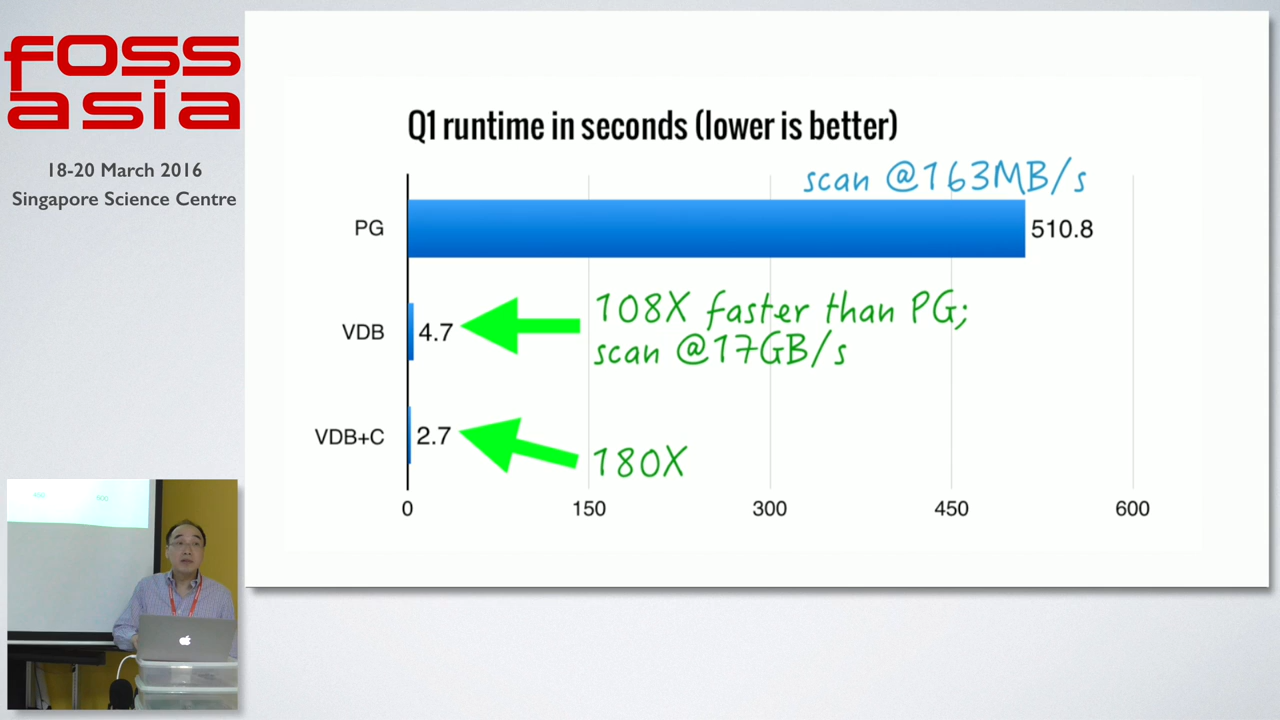 foss
asia
18-20 March 2016
Singapore Science Centre
Q1 runtime in seconds (lower is better)
scan @163MB/s
PG
510.8
VDB
4.7
108X faster than PG;
scan @17GB/s
VDB+C
2.7
180X
0 150 300 450 600